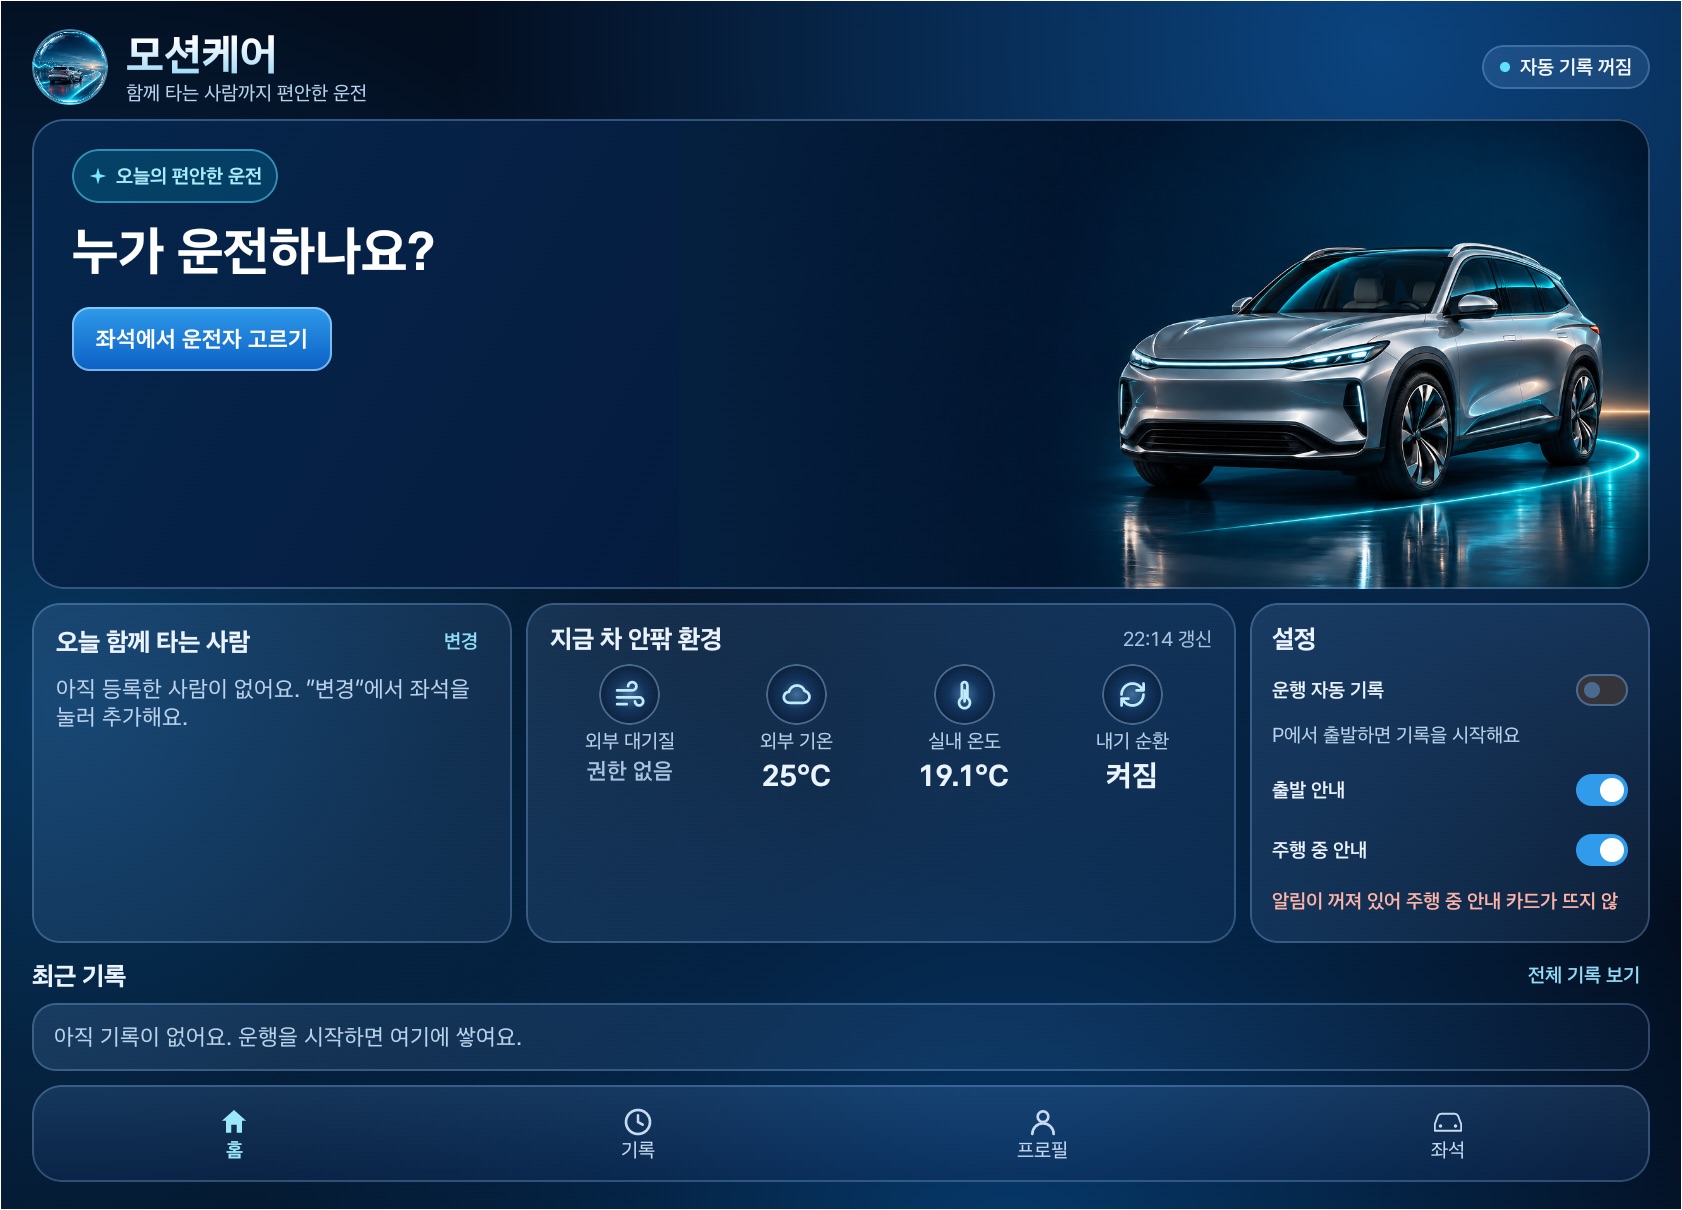 모션케어
함께 타는 사람까지 편안한 운전
자동 기록 꺼짐
오늘의 편안한 운전
누가 운전하나요?
좌석에서 운전자 고르기
오늘 함께 타는 사람
변경
아직 등록한 사람이 없어요. "변경"에서 좌석을
눌러 추가해요.
지금 차 안팎 환경
22:14 갱신
외부 대기질
권한 없음
외부 기온
25°C
실내 온도
19.1°C
내기 순환
켜짐
설정
운행 자동 기록
P에서 출발하면 기록을 시작해요
출발 안내
주행 중 안내
알림이 꺼져 있어 주행 중 안내 카드가 뜨지 않
최근 기록
전체 기록 보기
아직 기록이 없어요. 운행을 시작하면 여기에 쌓여요.
홈
기록
프로필
좌석